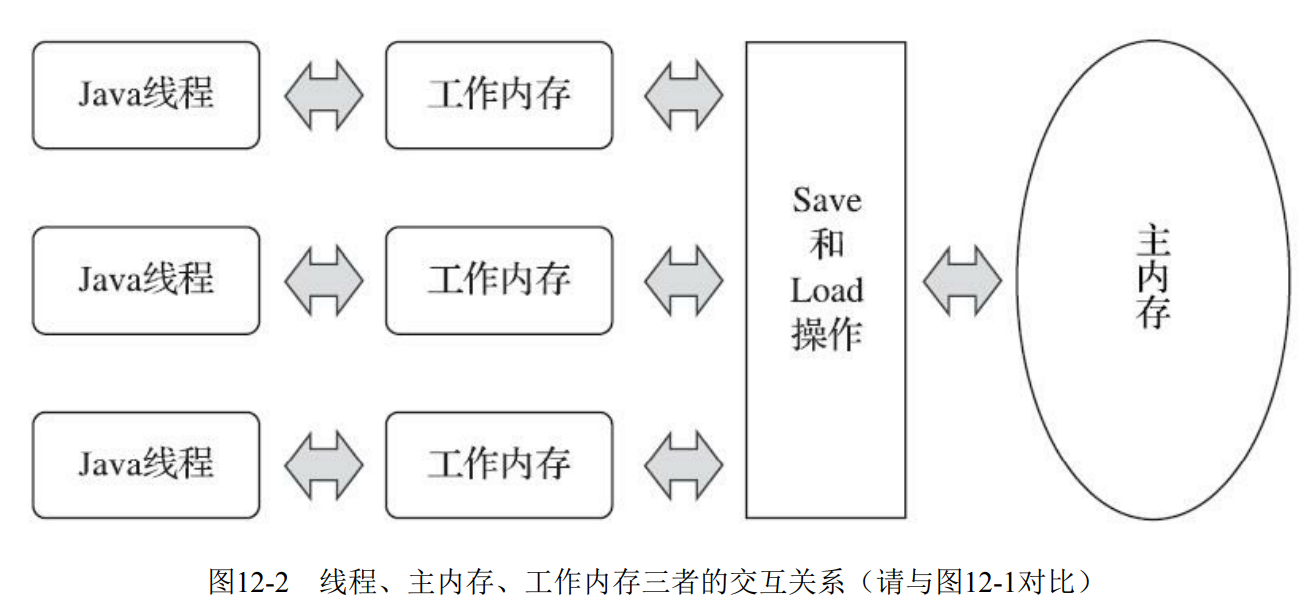 Java线程
工作内存
Java线程
工作内存
Java线程
工作内存
Save
和
Load
操作
主
内
存
图12-2 线程、主内存、工作内存三者的交互关系（请与图12-1对比）